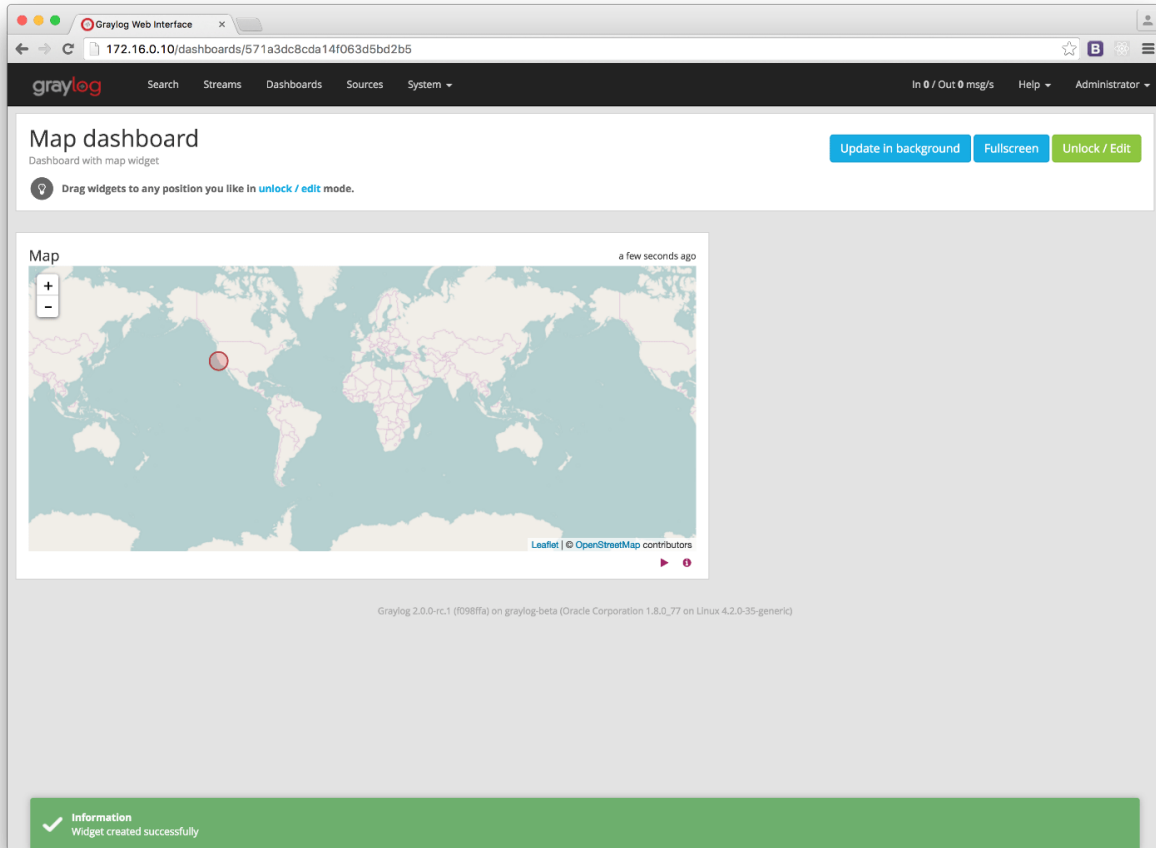 Graylog Web Interface
172.16.0.10/dashboards/571a3dc8cda14f063d5bd2b5
B
graylog Search Streams Dashboards Sources System In 0 / Out 0 msg/s Help Administrator
Map dashboard
Dashboard with map widget
Update in background Fullscreen Unlock / Edit
Drag widgets to any position you like in unlock / edit mode.
Map a few seconds ago
+
−
Leaflet | © OpenStreetMap contributors
Graylog 2.0.0-rc.1 (f098ffa) on graylog-beta (Oracle Corporation 1.8.0_77 on Linux 4.2.0-35-generic)
Information
Widget created successfully